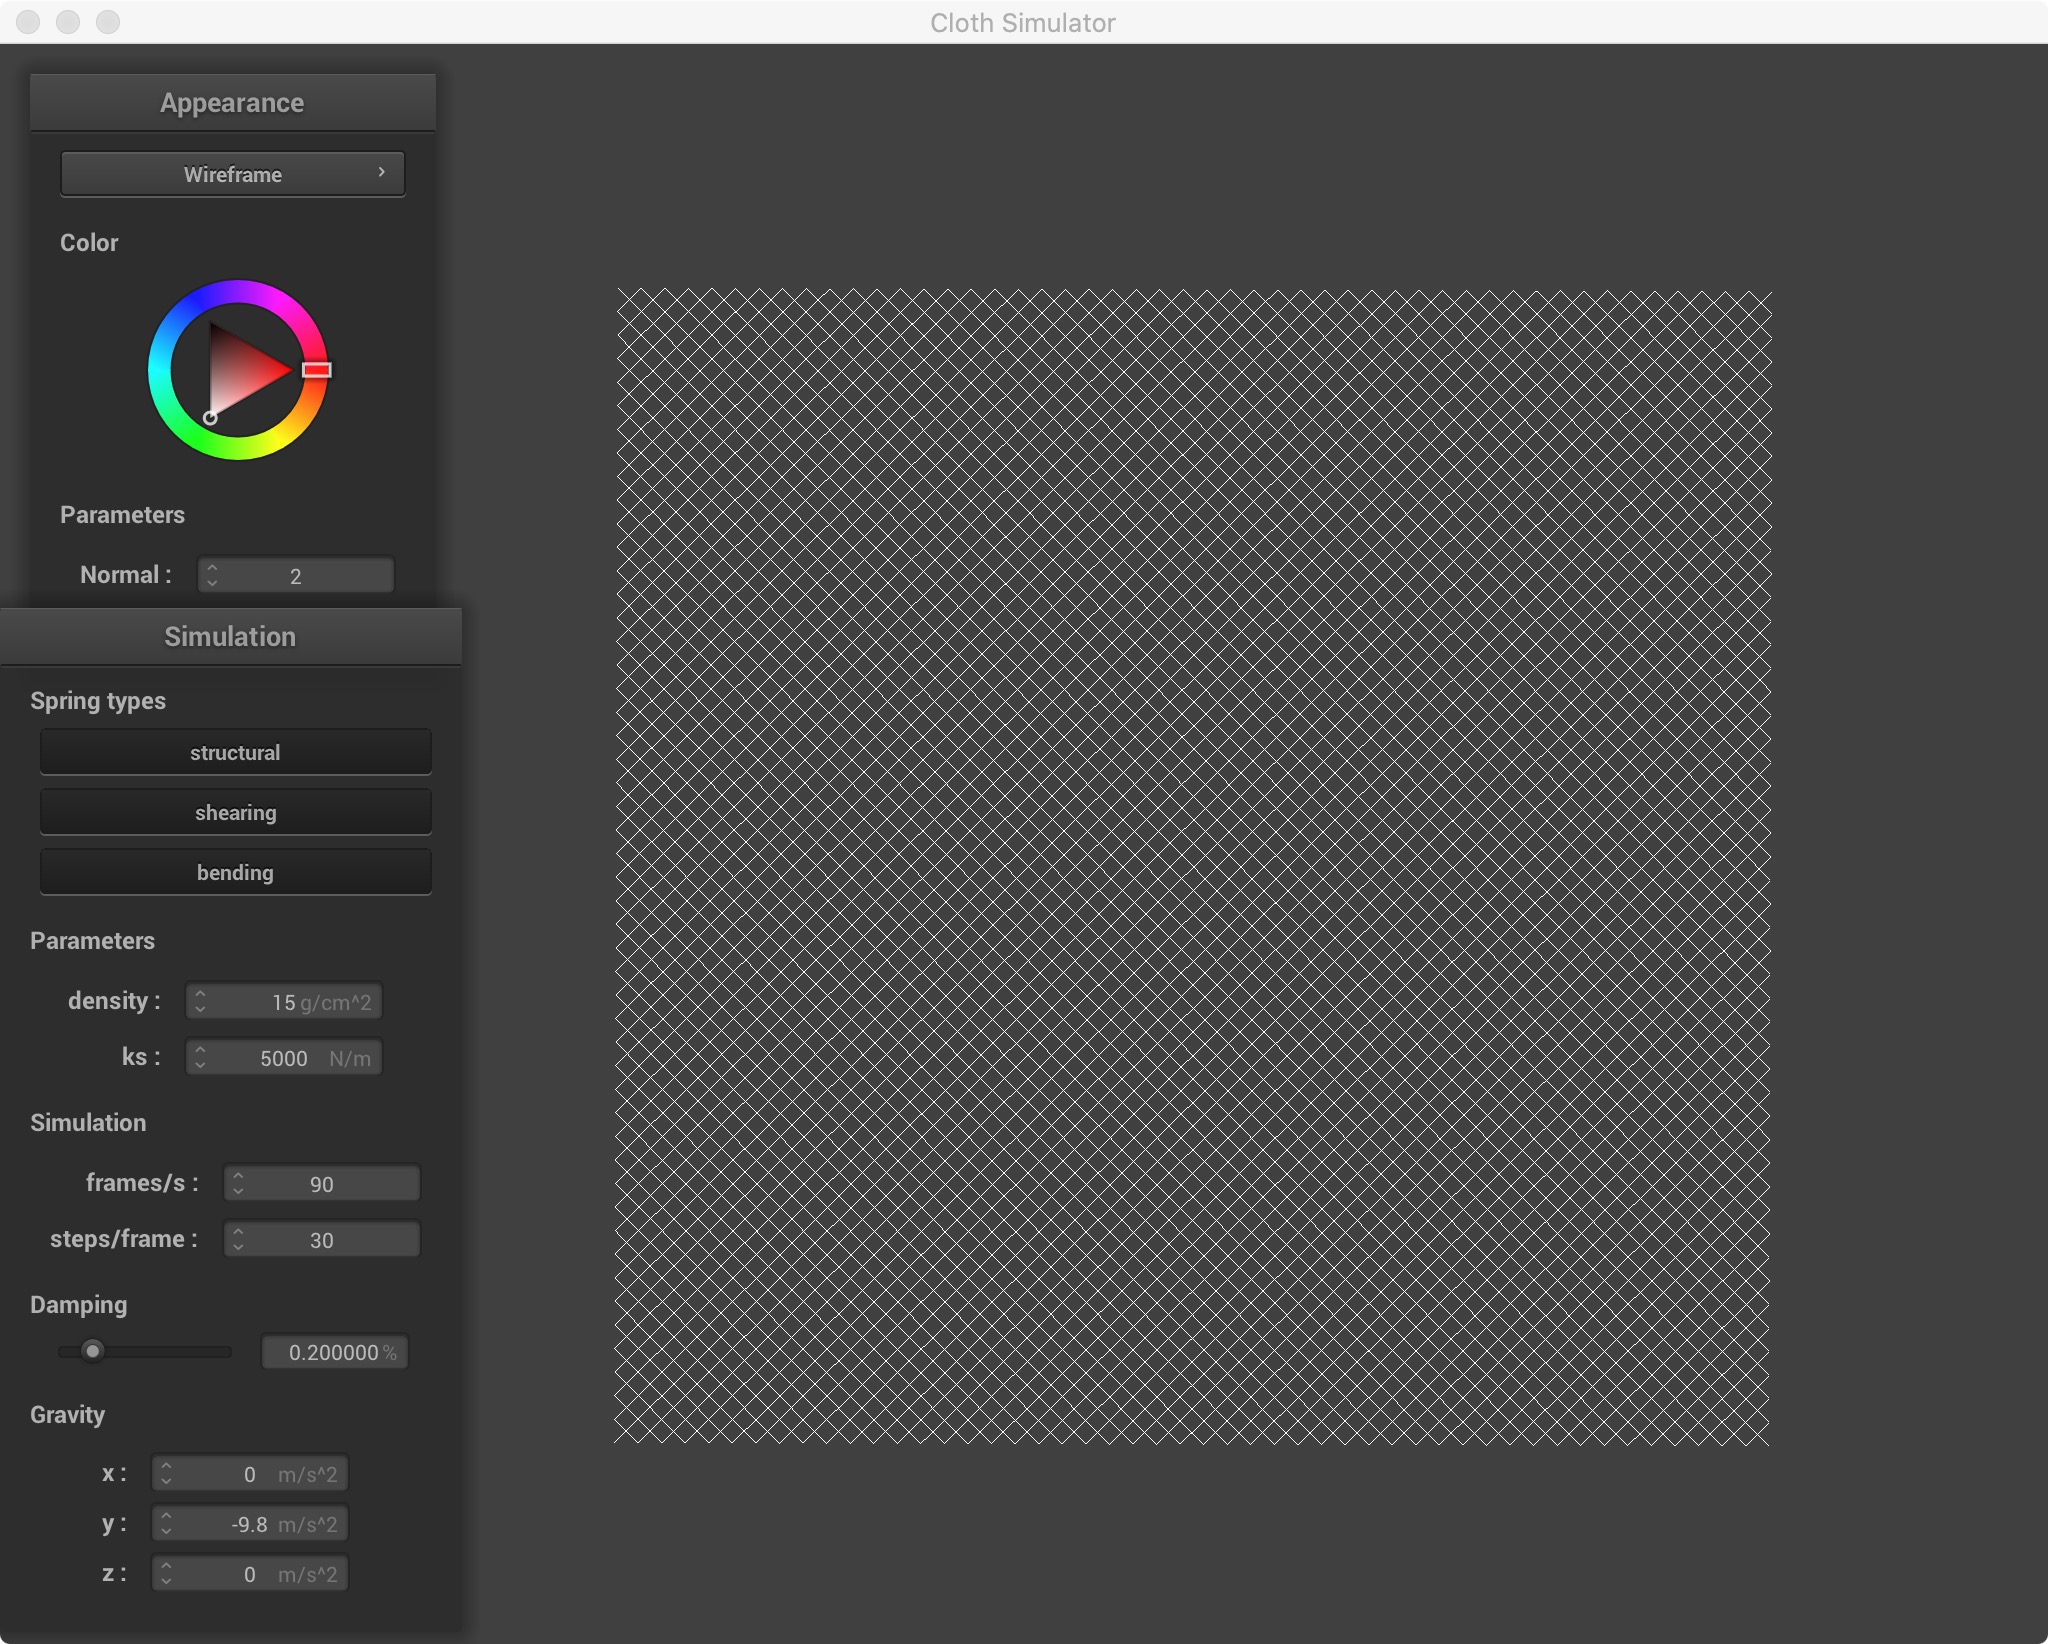 Cloth Simulator
Appearance
Wireframe
Color
Parameters
Normal : 2
Simulation
Spring types
structural
shearing
bending
Parameters
density : 15 g/cm^2
ks : 5000 N/m
Simulation
frames/s : 90
steps/frame : 30
Damping
0.200000 %
Gravity
x : 0 m/s^2
y : -9.8 m/s^2
z : 0 m/s^2